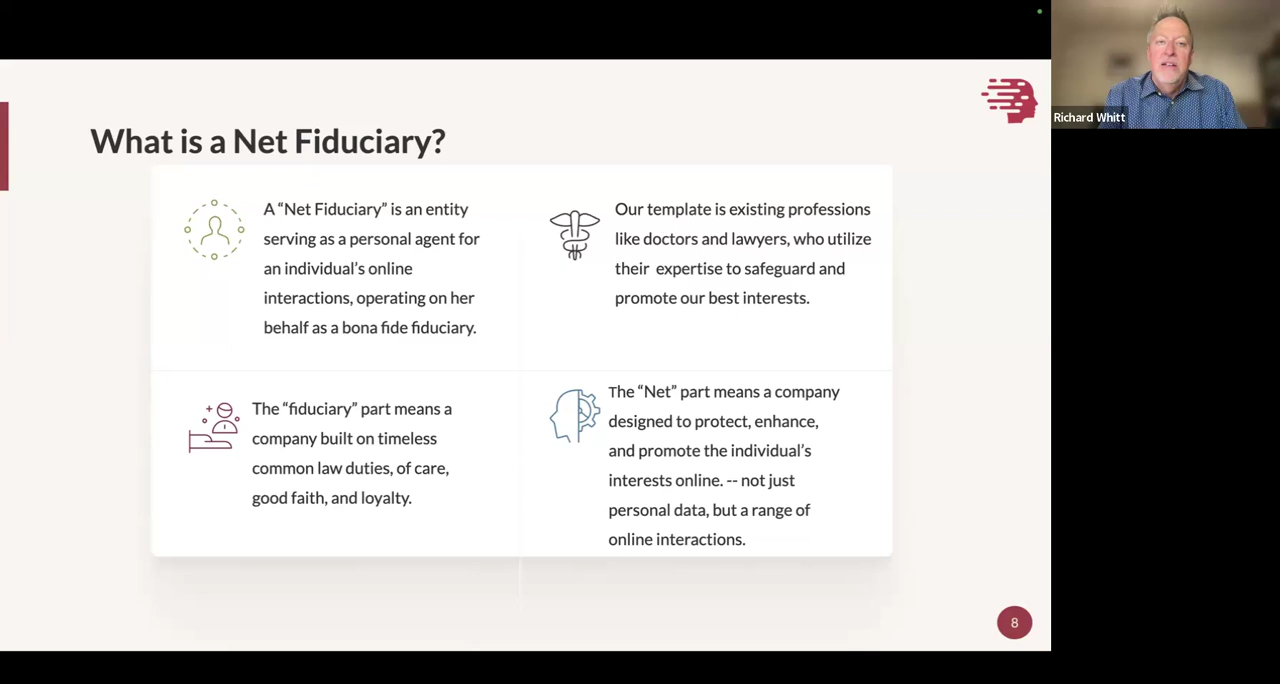 What is a Net Fiduciary?
A “Net Fiduciary” is an entity
serving as a personal agent for
an individual’s online
interactions, operating on her
behalf as a bona fide fiduciary.
Our template is existing professions
like doctors and lawyers, who utilize
their expertise to safeguard and
promote our best interests.
The “fiduciary” part means a
company built on timeless
common law duties, of care,
good faith, and loyalty.
The “Net” part means a company
designed to protect, enhance,
and promote the individual’s
interests online. -- not just
personal data, but a range of
online interactions.
8
Richard Whitt